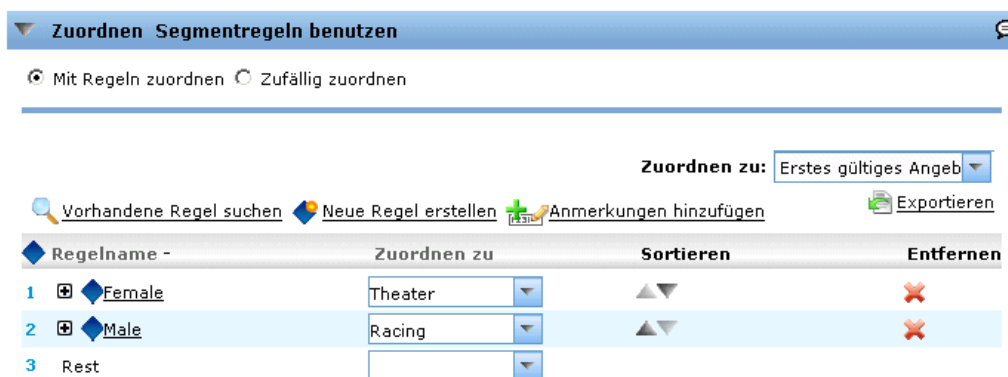 Zuordnen Segmentregeln benutzen
Mit Regeln zuordnen Zufällig zuordnen
Zuordnen zu: Erstes gültiges Angeb
Vorhandene Regel suchen Neue Regel erstellen Anmerkungen hinzufügen Exportieren
Regelname - Zuordnen zu Sortieren Entfernen
1 Female Theater
2 Male Racing
3 Rest